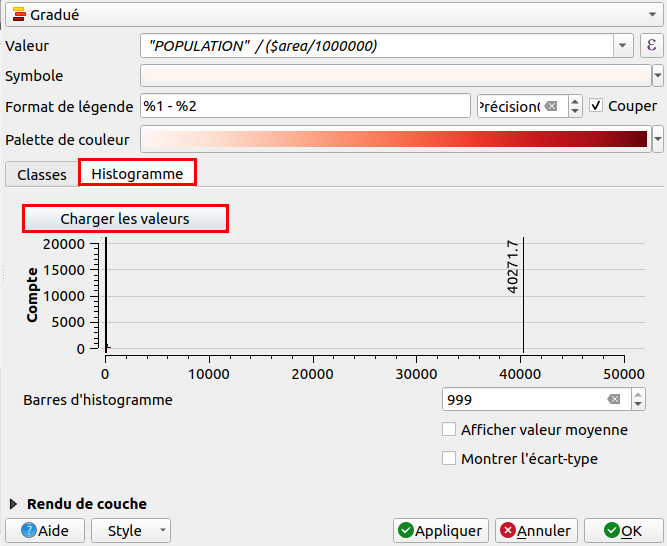 Gradué
Valeur "POPULATION" / ($area/1000000) ε
Symbole
Format de légende %1 - %2 Précision0 Couper
Palette de couleur
Classes Histogramme
Charger les valeurs
20000
15000
10000
5000
0
Compte
40271.7
0 10000 20000 30000 40000 50000
Barres d'histogramme 999
Afficher valeur moyenne
Montrer l'écart-type
Rendu de couche
Aide Style Appliquer Annuler OK